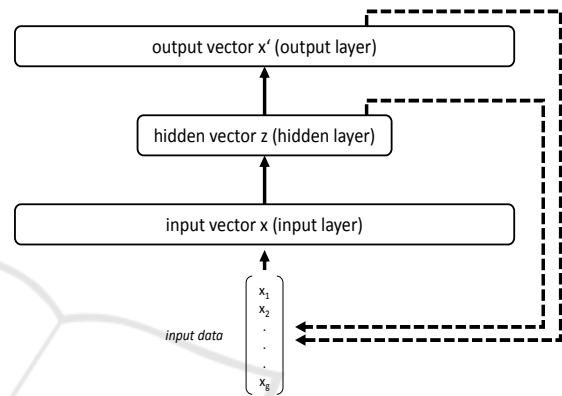 output vector x‘ (output layer)
hidden vector z (hidden layer)
input vector x (input layer)
x1
x2
.
input data
.
.
.
xg